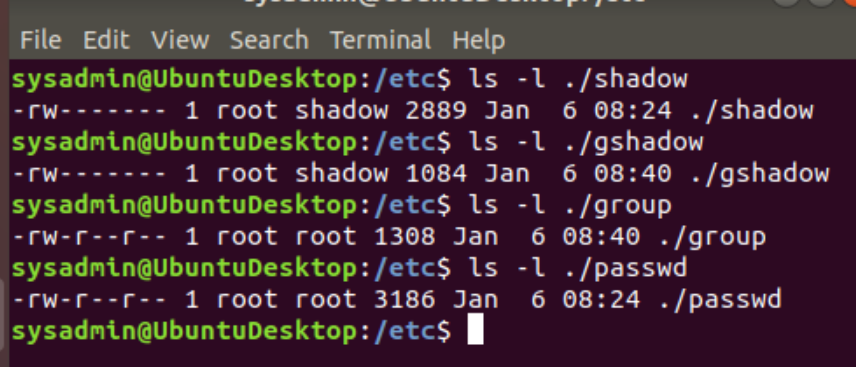 File Edit View Search Terminal Help
sysadmin@UbuntuDesktop:/etc$ ls -l ./shadow
-rw------- 1 root shadow 2889 Jan  6 08:24 ./shadow
sysadmin@UbuntuDesktop:/etc$ ls -l ./gshadow
-rw------- 1 root shadow 1084 Jan  6 08:40 ./gshadow
sysadmin@UbuntuDesktop:/etc$ ls -l ./group
-rw-r--r-- 1 root root 1308 Jan  6 08:40 ./group
sysadmin@UbuntuDesktop:/etc$ ls -l ./passwd
-rw-r--r-- 1 root root 3186 Jan  6 08:24 ./passwd
sysadmin@UbuntuDesktop:/etc$